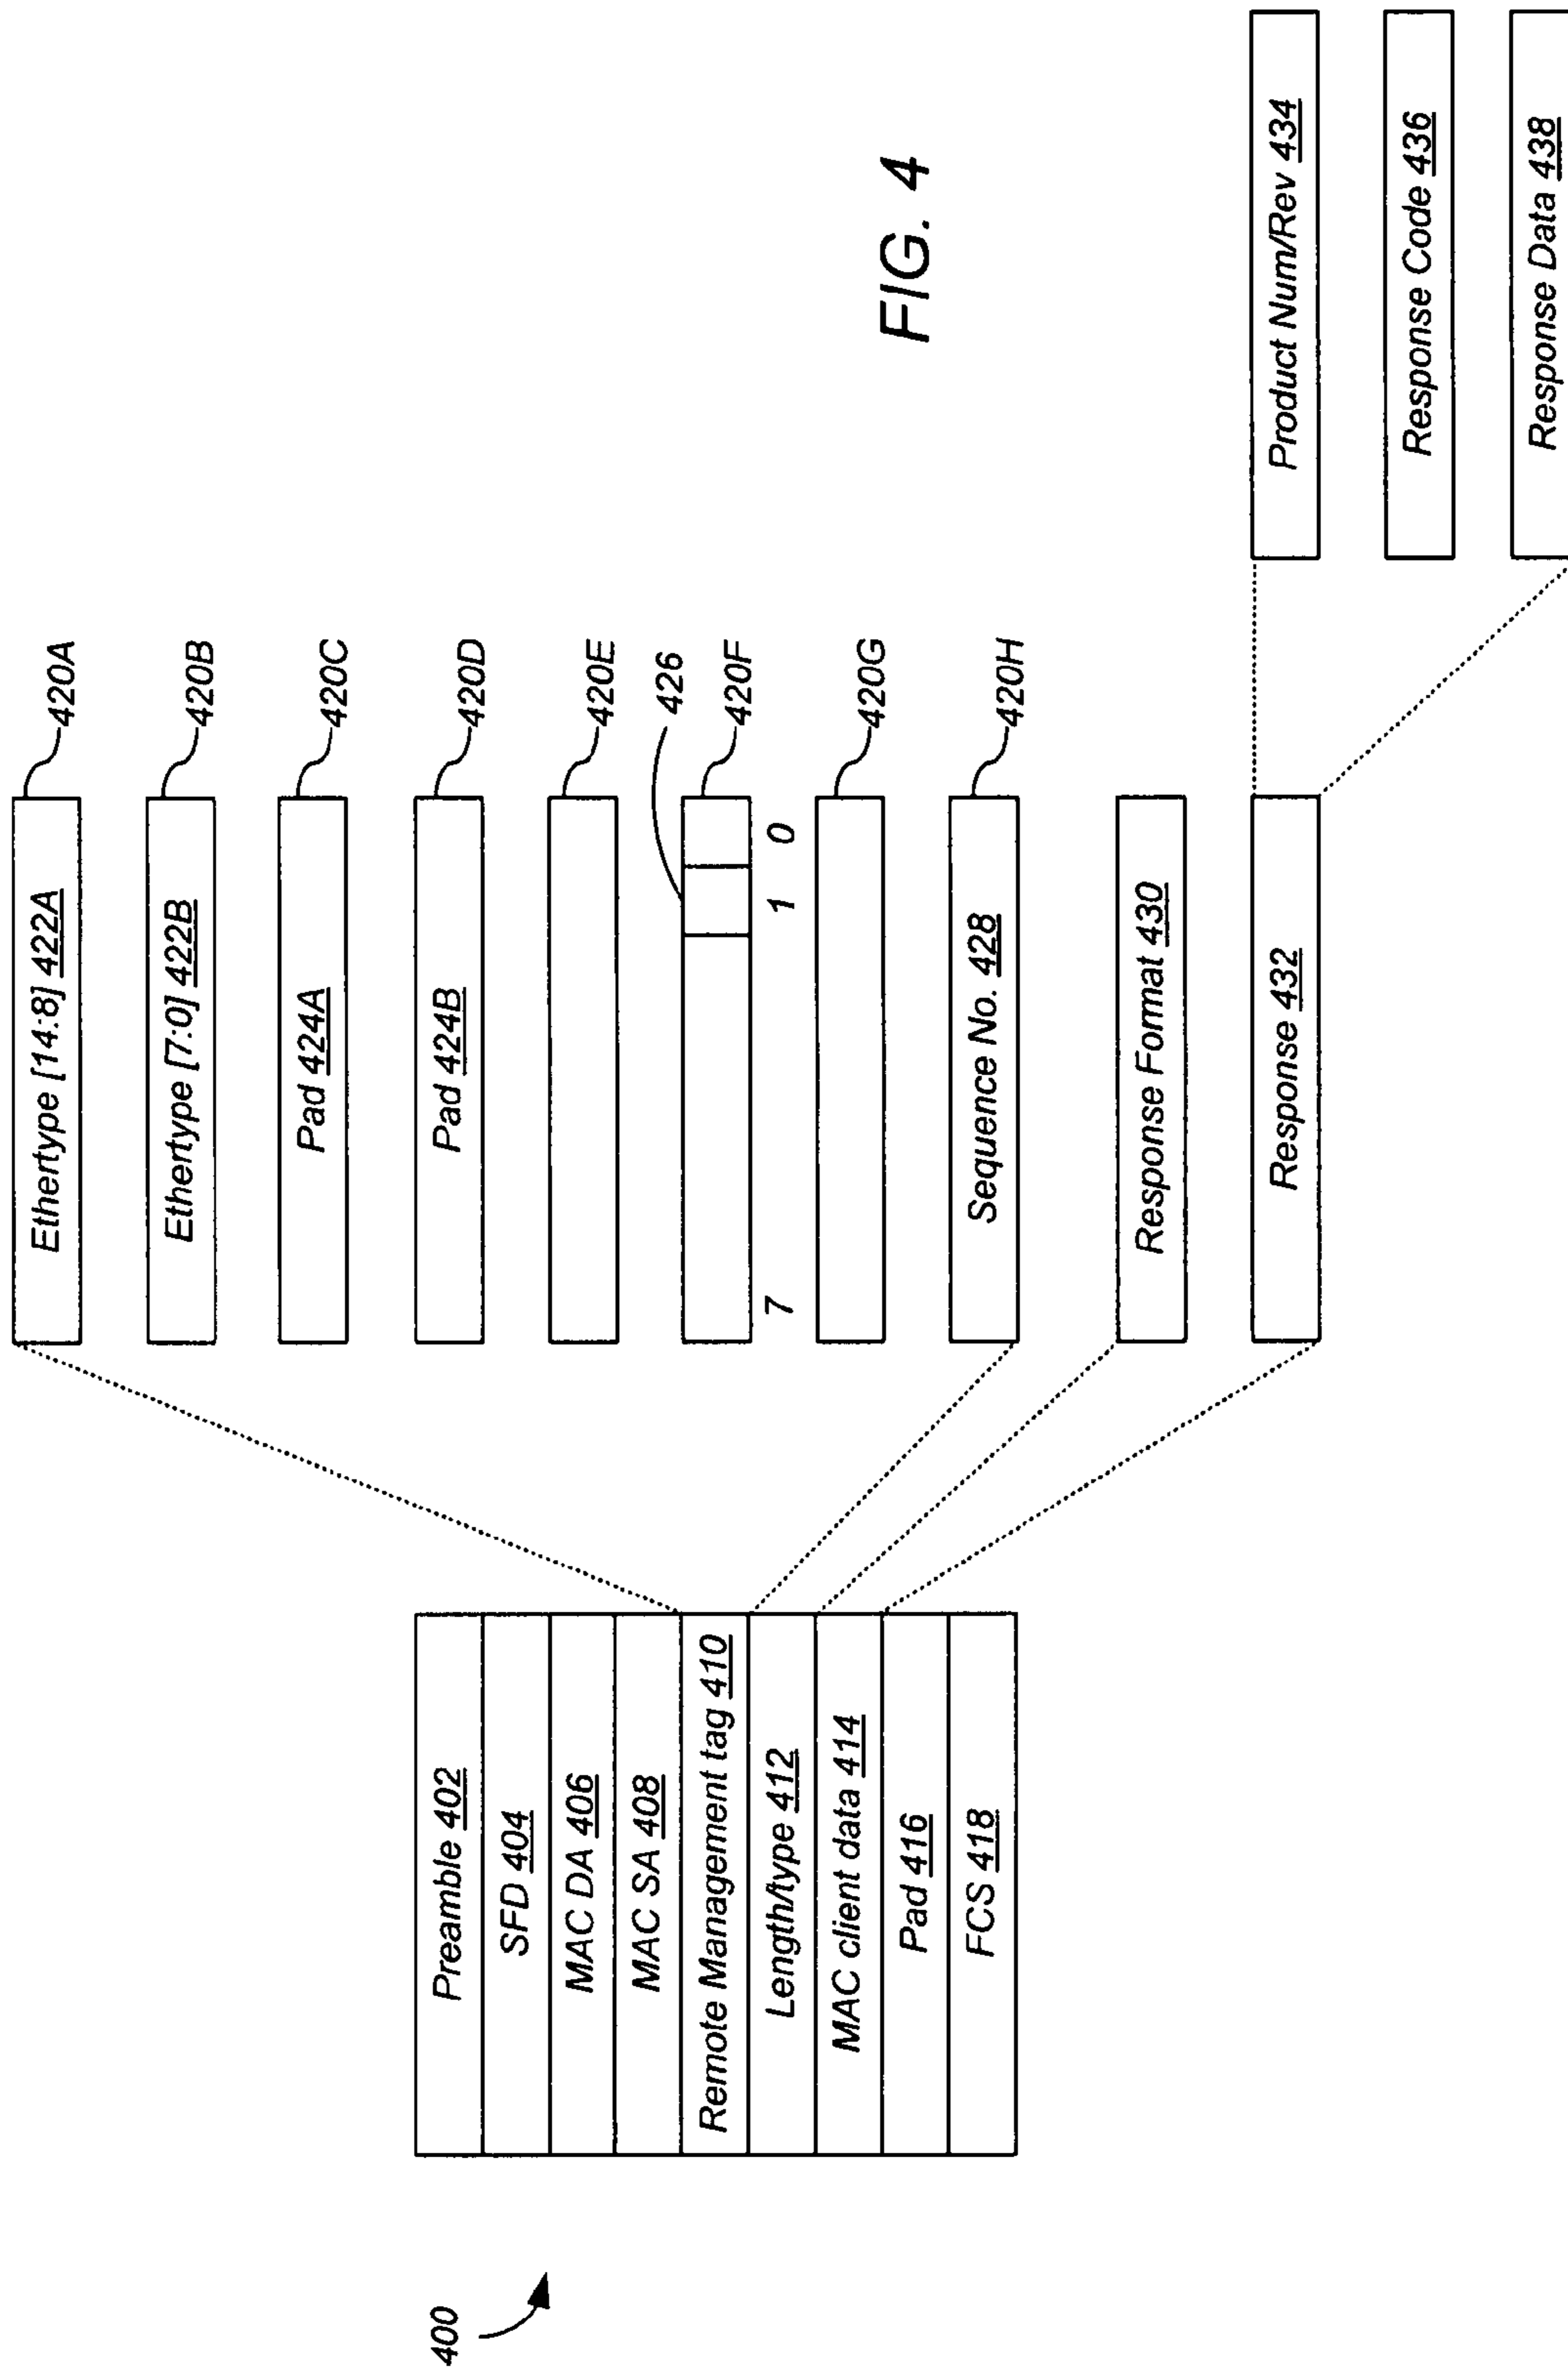 400
Preamble 402
SFD 404
MAC DA 406
MAC SA 408
Remote Management tag 410
Length/type 412
MAC client data 414
Pad 416
FCS 418
Ethertype [14:8] 422A
420A
Ethertype [7:0] 422B
420B
Pad 424A
420C
Pad 424B
420D
420E
426
420F
7 1 0
420G
Sequence No. 428
420H
Response Format 430
Response 432
Product Num/Rev 434
Response Code 436
Response Data 438
FIG. 4